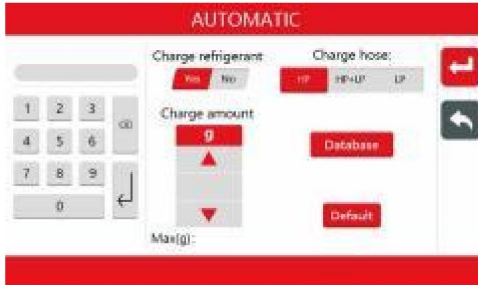 AUTOMATIC
Charge refrigerant
Charge hose:
Yes No
HP HP+LP LP
1 2 3
4 5 6
7 8 9
0
Charge amount
g
Database
Default
Max(g):